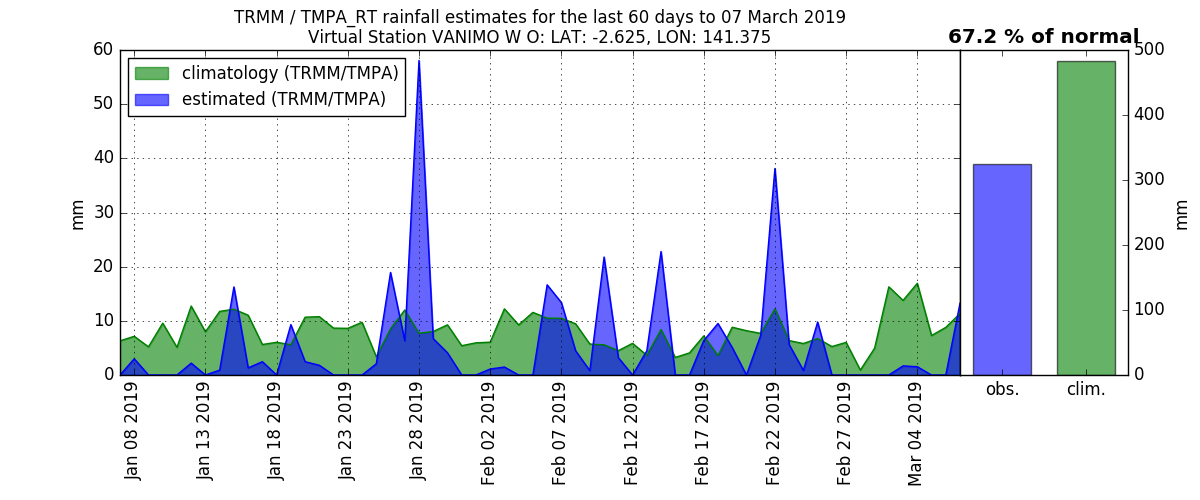 TRMM / TMPA_RT rainfall estimates for the last 60 days to 07 March 2019
Virtual Station VANIMO W O: LAT: -2.625, LON: 141.375
67.2 % of normal
climatology (TRMM/TMPA)
estimated (TRMM/TMPA)
60
50
40
30
20
10
0
mm
Jan 08 2019
Jan 13 2019
Jan 18 2019
Jan 23 2019
Jan 28 2019
Feb 02 2019
Feb 07 2019
Feb 12 2019
Feb 17 2019
Feb 22 2019
Feb 27 2019
Mar 04 2019
obs.
clim.
500
400
300
200
100
0
mm